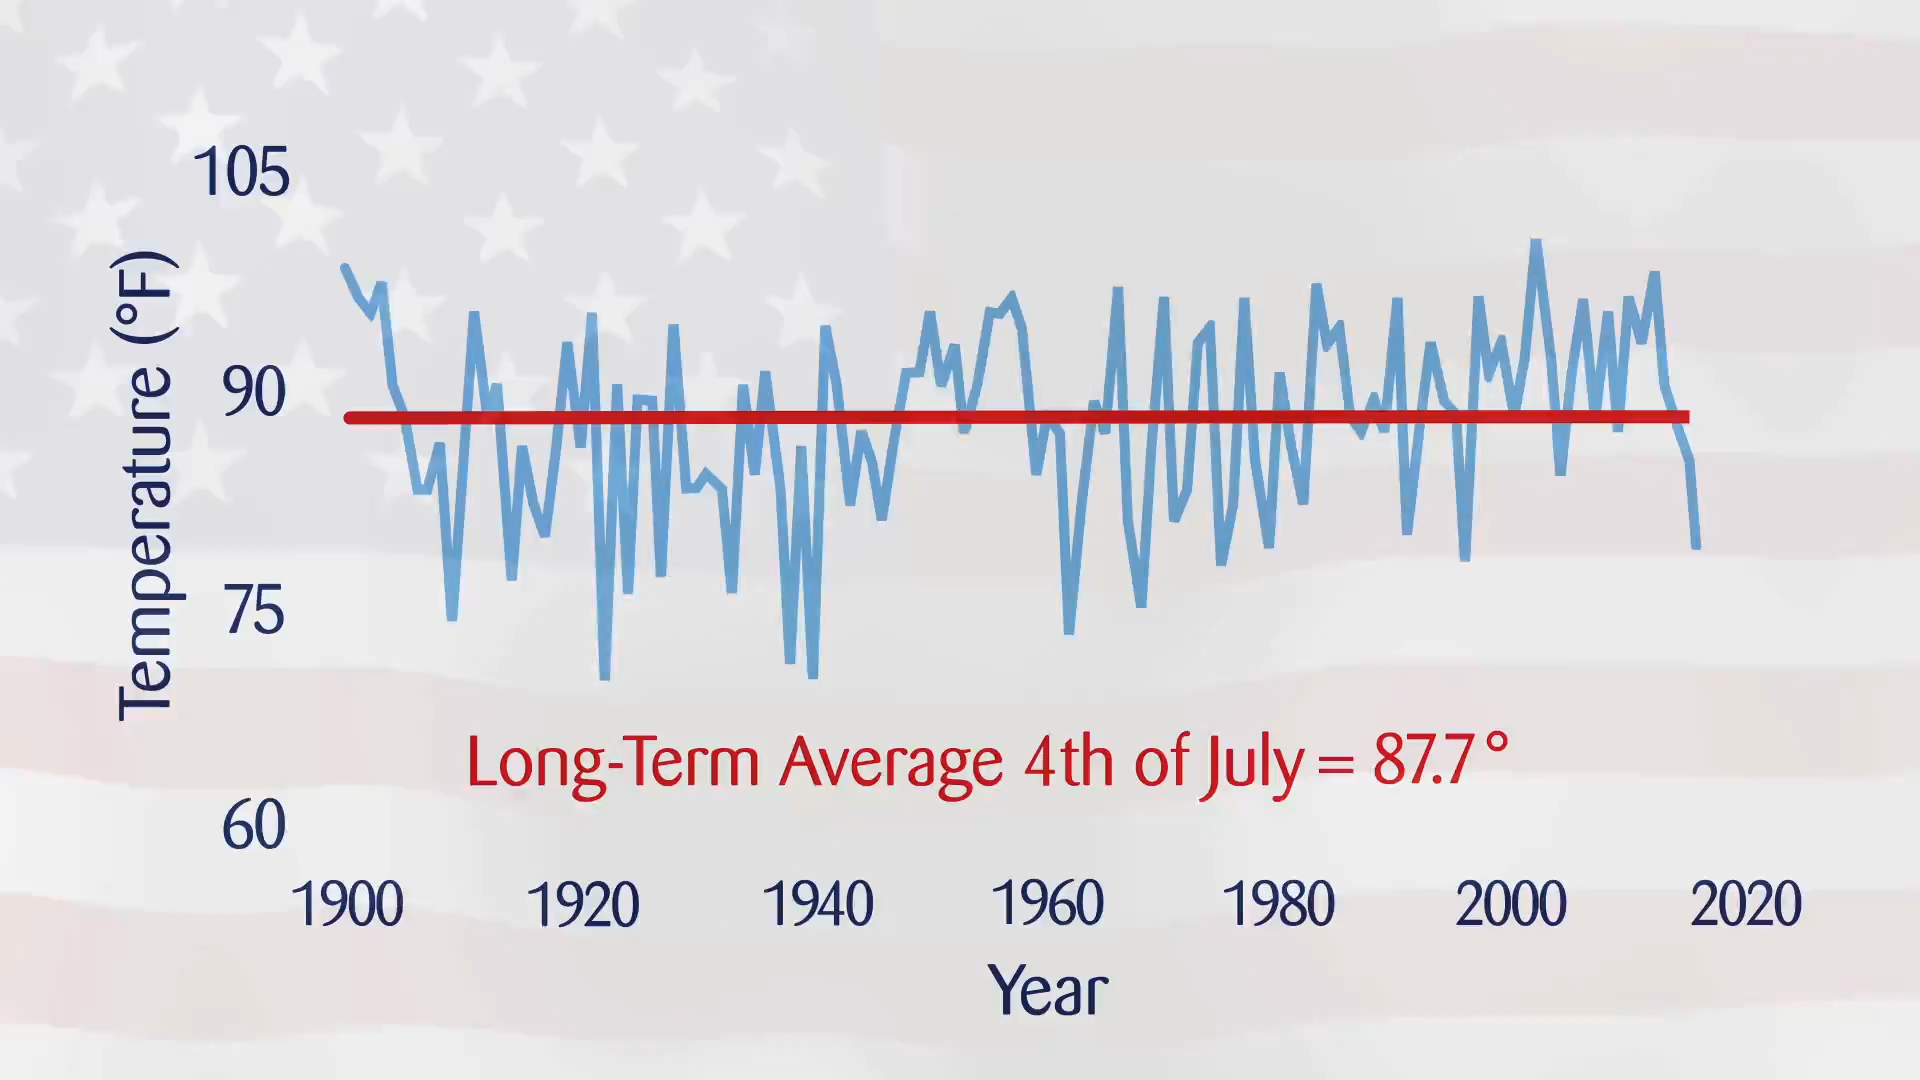 105
90
75
60
Temperature (°F)
Long-Term Average 4th of July = 87.7°
1900 1920 1940 1960 1980 2000 2020
Year